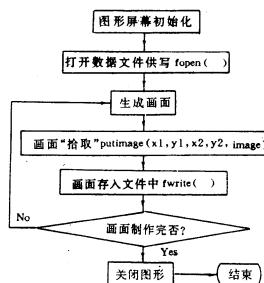 图形屏幕初始化
打开数据文件供写 fopen( )
生成画面
画面“拾取”putimage(x1,y1,x2,y2,image)
画面存入文件中 fwrite( )
No
画面制作完否?
Yes
关闭图形
结束